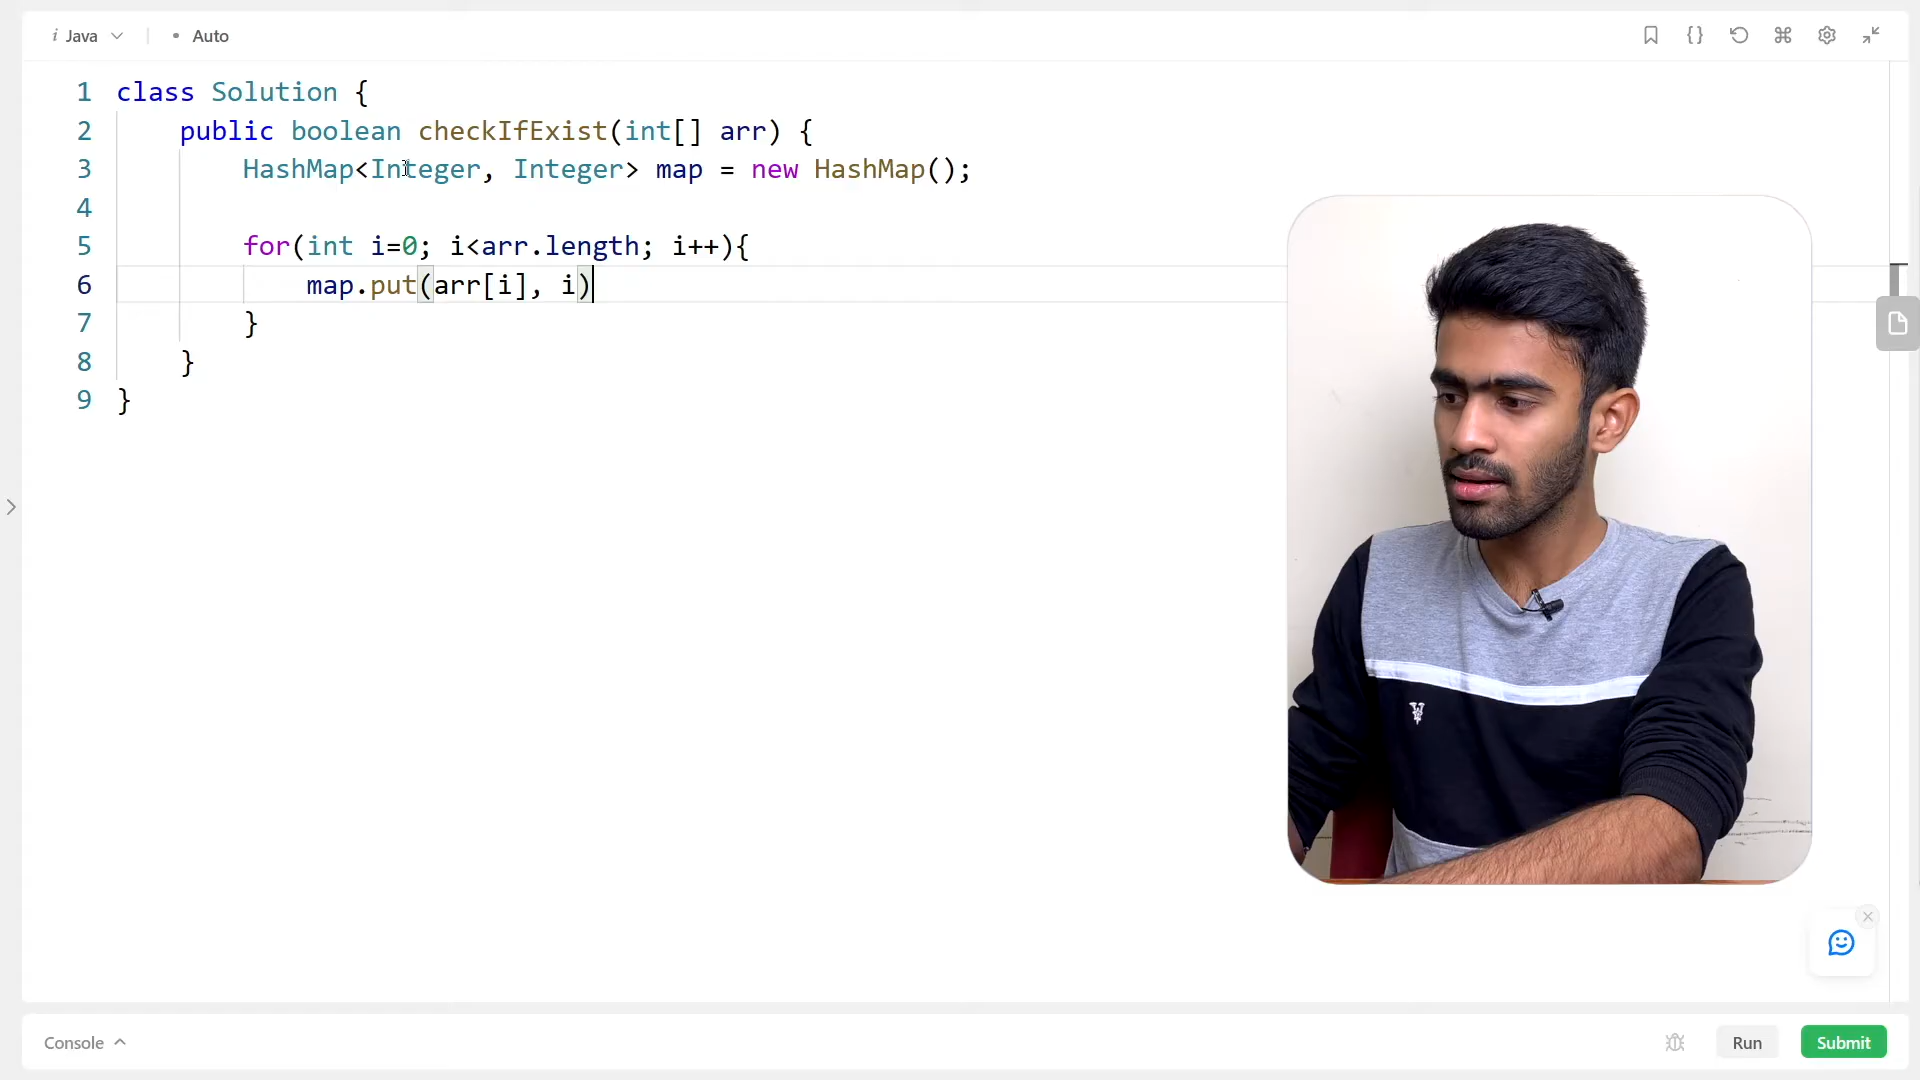 Java Auto
1 class Solution {
2 public boolean checkIfExist(int[] arr) {
3 HashMap<Integer, Integer> map = new HashMap();
4
5 for(int i=0; i<arr.length; i++){
6 map.put(arr[i], i)
7 }
8 }
9 }
Console Run Submit